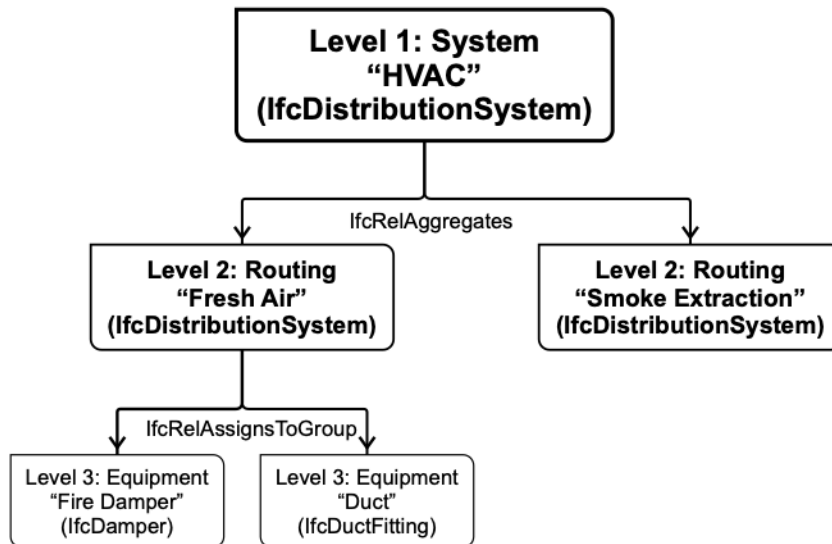 Level 1: System
“HVAC”
(IfcDistributionSystem)
IfcRelAggregates
Level 2: Routing
“Fresh Air”
(IfcDistributionSystem)
Level 2: Routing
“Smoke Extraction”
(IfcDistributionSystem)
IfcRelAssignsToGroup
Level 3: Equipment
“Fire Damper”
(IfcDamper)
Level 3: Equipment
“Duct”
(IfcDuctFitting)